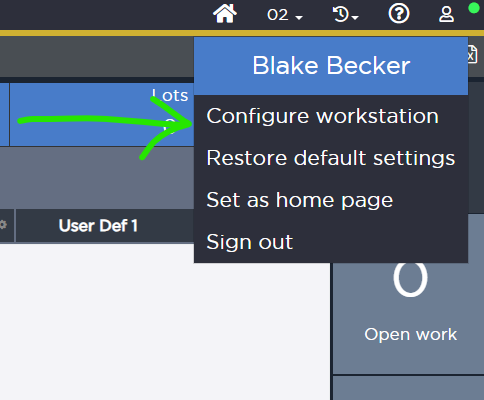 02
Blake Becker
Lots
Configure workstation
Restore default settings
Set as home page
User Def 1
Sign out
0
Open work